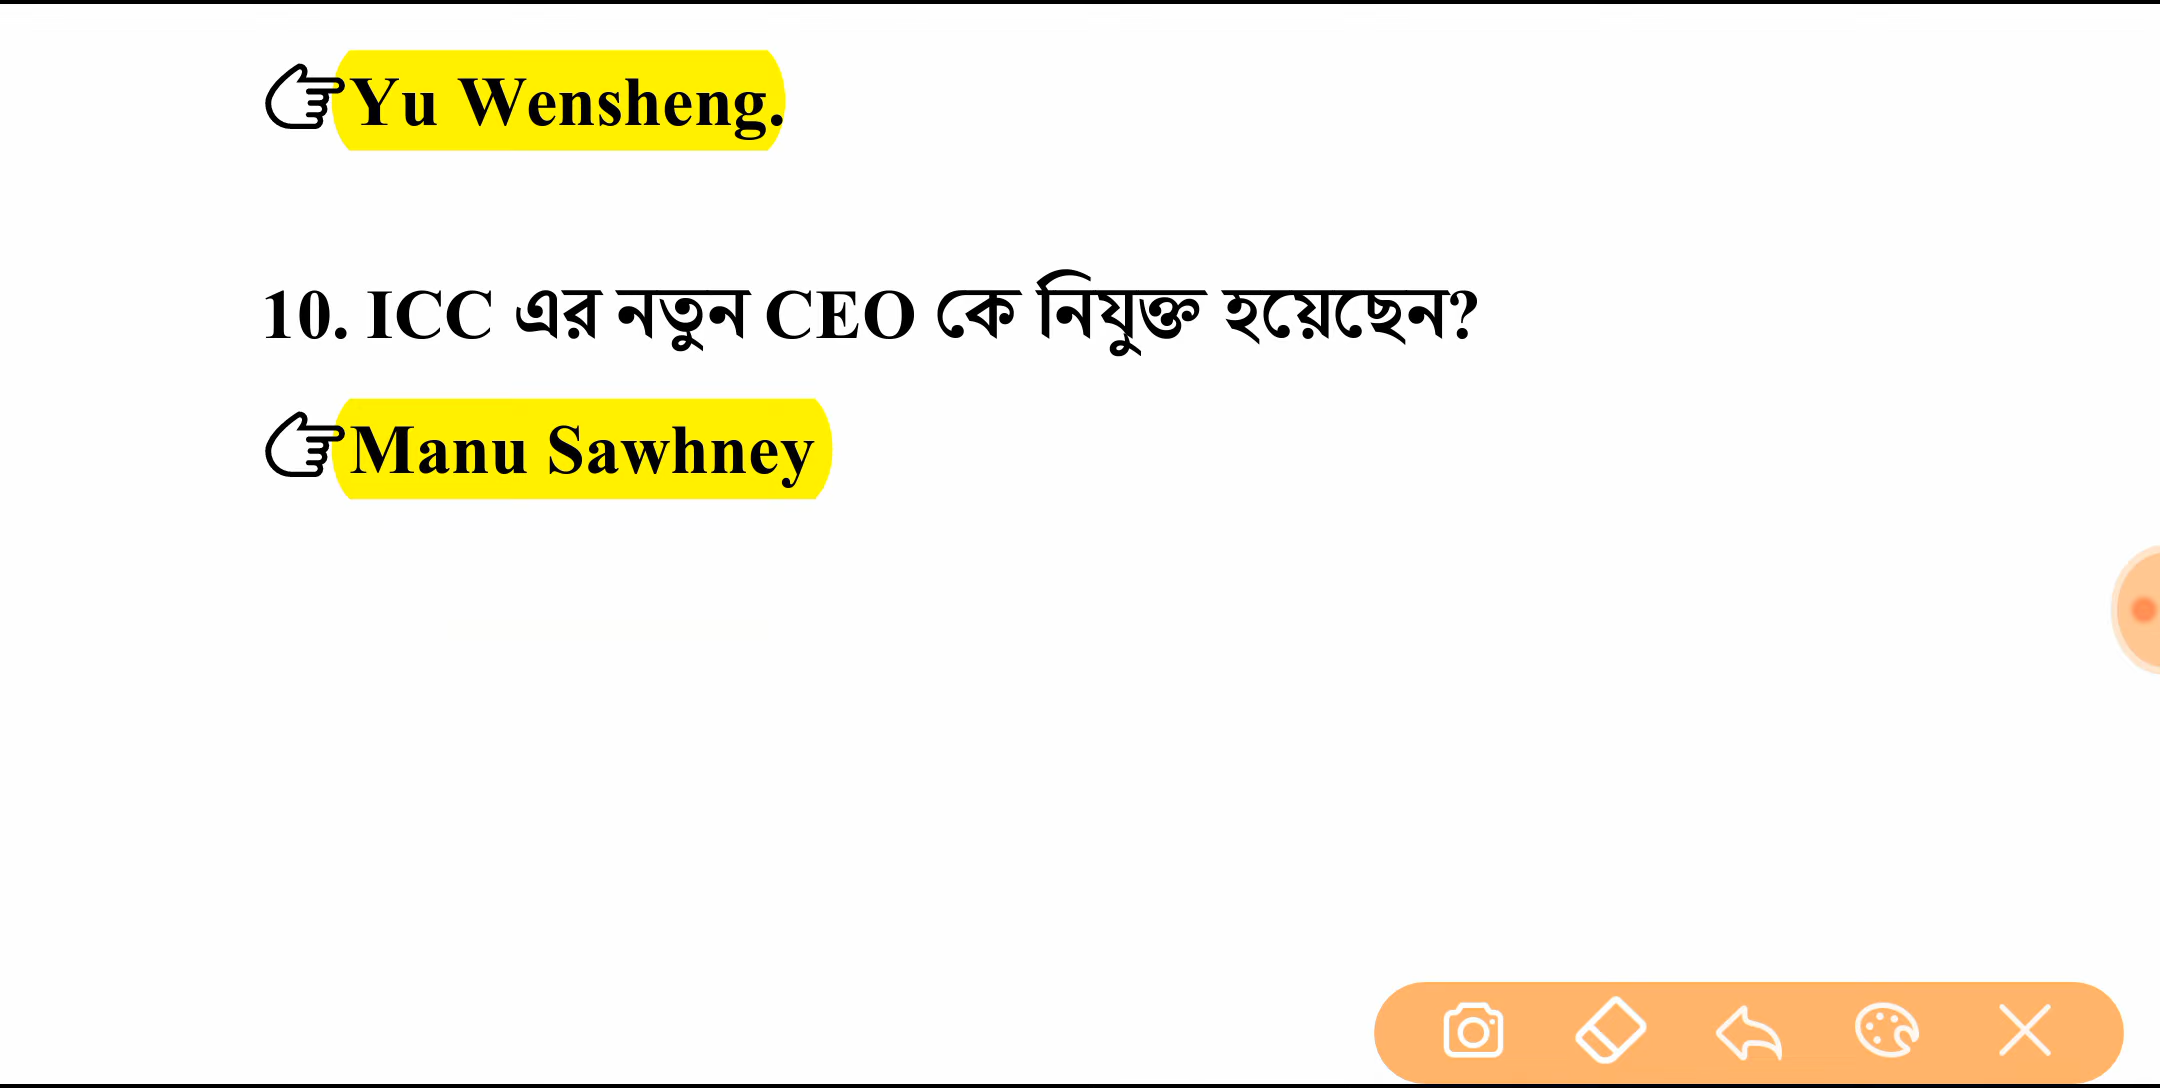 Yu Wensheng.
10. ICC এর নতুন CEO কে নিযুক্ত হয়েছেন?
Manu Sawhney